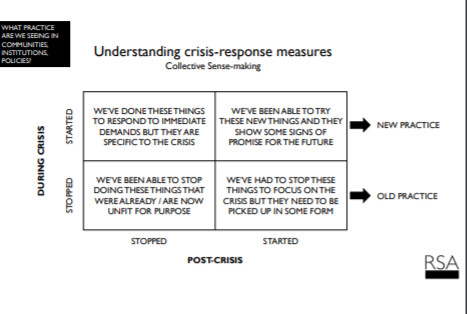 WHAT PRACTICE
ARE WE SEEING IN
COMMUNITIES,
INSTITUTIONS,
POLICIES?
Understanding crisis-response measures
Collective Sense-making
DURING CRISIS
STARTED
WE'VE DONE THESE THINGS
TO RESPOND TO IMMEDIATE
DEMANDS BUT THEY ARE
SPECIFIC TO THE CRISIS
WE'VE BEEN ABLE TO TRY
THESE NEW THINGS AND THEY
SHOW SOME SIGNS OF
PROMISE FOR THE FUTURE
NEW PRACTICE
STOPPED
WE'VE BEEN ABLE TO STOP
DOING THESE THINGS THAT
WERE ALREADY / ARE NOW
UNFIT FOR PURPOSE
WE'VE HAD TO STOP THESE
THINGS TO FOCUS ON THE
CRISIS BUT THEY NEED TO BE
PICKED UP IN SOME FORM
OLD PRACTICE
STOPPED
STARTED
POST-CRISIS
RSA